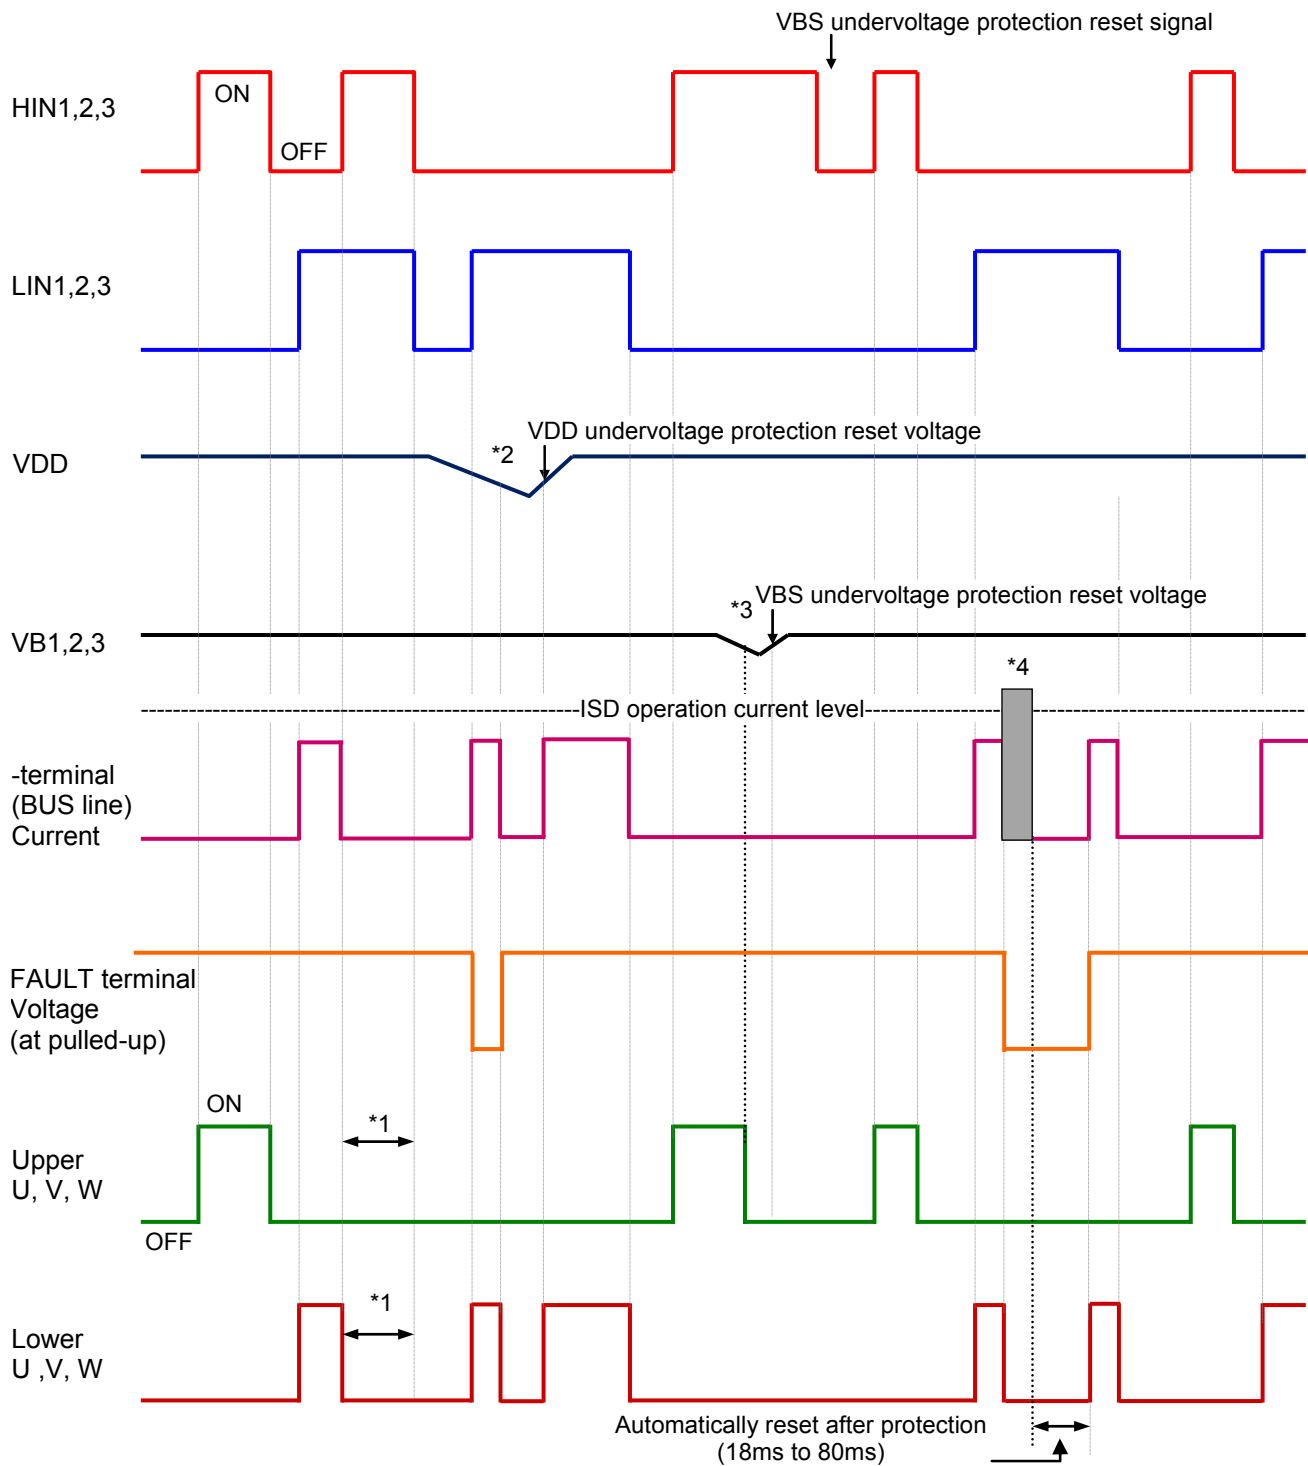 VBS undervoltage protection reset signal
HIN1,2,3
ON
OFF
LIN1,2,3
VDD undervoltage protection reset voltage
*2
VDD
VBS undervoltage protection reset voltage
*3
VB1,2,3
*4
ISD operation current level
-terminal
(BUS line)
Current
FAULT terminal
Voltage
(at pulled-up)
ON
*1
Upper
U, V, W
OFF
*1
Lower
U ,V, W
Automatically reset after protection
(18ms to 80ms)